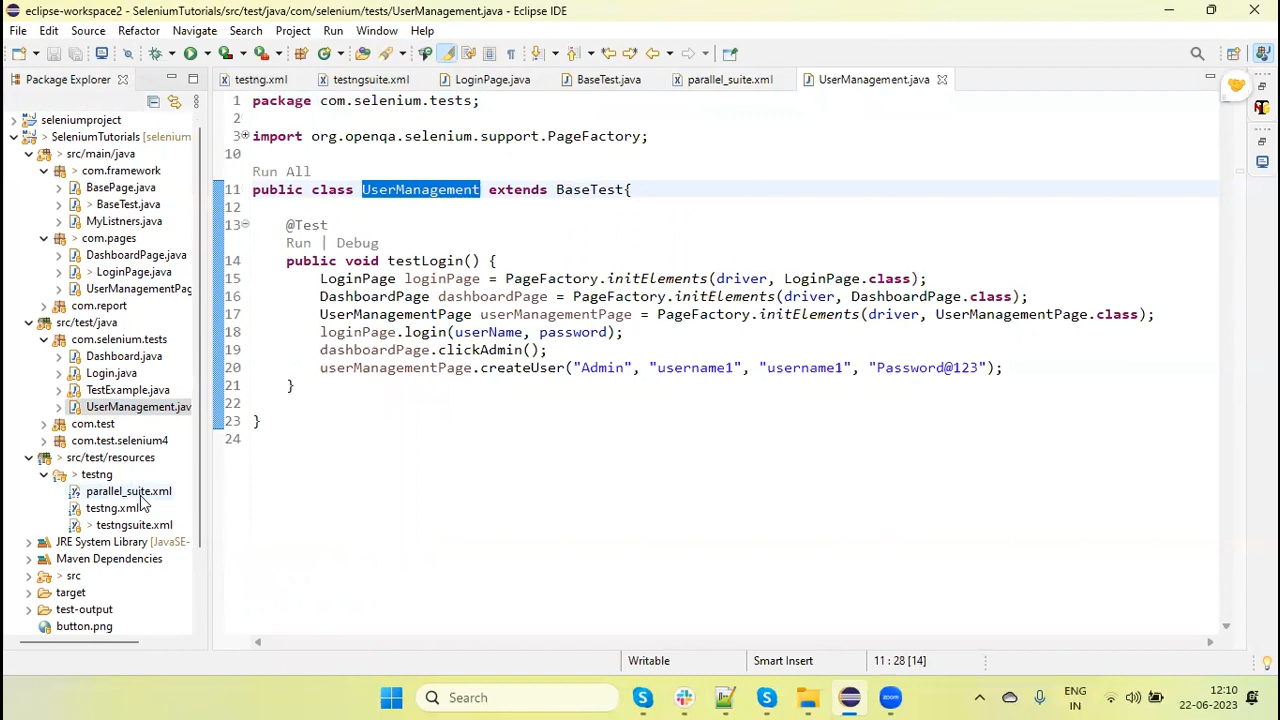 eclipse-workspace2 - SeleniumTutorials/src/test/java/com/selenium/tests/UserManagement.java - Eclipse IDE
File Edit Source Refactor Navigate Search Project Run Window Help
Package Explorer
testng.xml testngsuite.xml LoginPage.java BaseTest.java parallel_suite.xml UserManagement.java
seleniumproject
> SeleniumTutorials [selenium
> src/main/java
> com.framework
BasePage.java
> BaseTest.java
MyListners.java
> com.pages
DashboardPage.java
> LoginPage.java
UserManagementPag
com.report
> src/test/java
com.selenium.tests
Dashboard.java
Login.java
TestExample.java
UserManagement.jav
com.test
com.test.selenium4
> src/test/resources
> testng
parallel_suite.xml
testng.xml
> testngsuite.xml
JRE System Library [JavaSE-
Maven Dependencies
> src
target
test-output
button.png
1 package com.selenium.tests;
2
3 import org.openqa.selenium.support.PageFactory;
10
Run All
11 public class UserManagement extends BaseTest{
12
13 @Test
Run | Debug
14 public void testLogin() {
15 LoginPage loginPage = PageFactory.initElements(driver, LoginPage.class);
16 DashboardPage dashboardPage = PageFactory.initElements(driver, DashboardPage.class);
17 UserManagementPage userManagementPage = PageFactory.initElements(driver, UserManagementPage.class);
18 loginPage.login(userName, password);
19 dashboardPage.clickAdmin();
20 userManagementPage.createUser("Admin", "username1", "username1", "Password@123");
21 }
22
23 }
24
Writable Smart Insert 11 : 28 [14]
Search
zoom
ENG
IN
12:10
22-06-2023